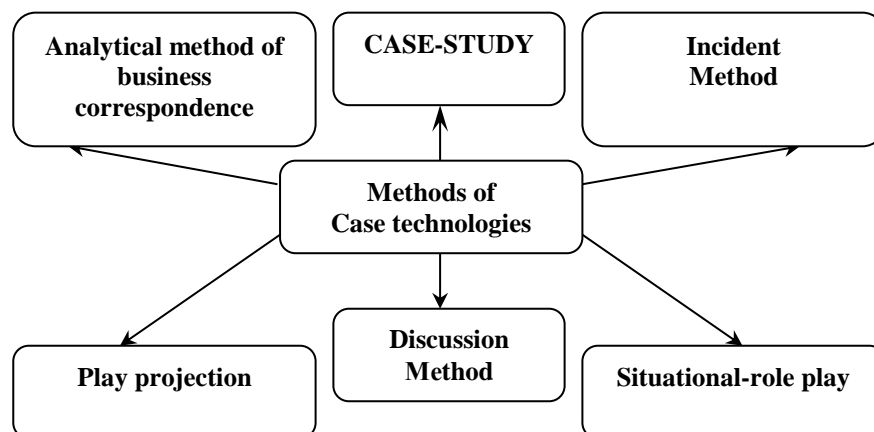 Analytical method of
business
correspondence
CASE-STUDY
Incident
Method
Methods of
Case technologies
Play projection
Discussion
Method
Situational-role play